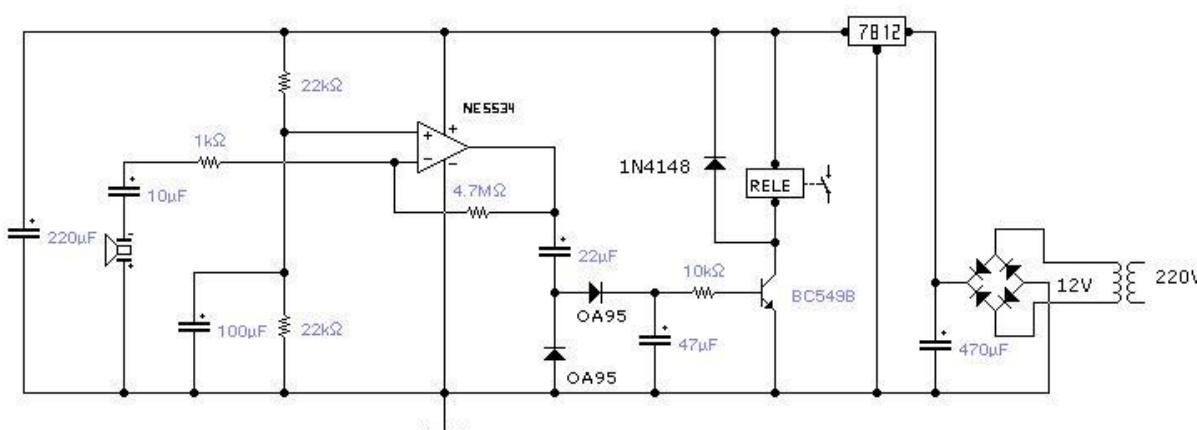 7812
22kΩ
NE5534
1kΩ
1N4148
RELE
4.7MΩ
10µF
220µF
22µF
10kΩ
BC549B
12V
220V
OA95
100µF
22kΩ
47µF
470µF
OA95